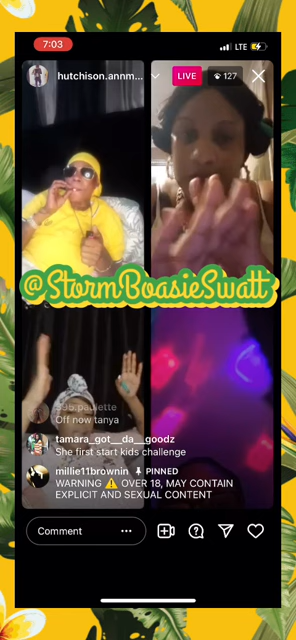 7:03
LTE
hutchison.annm...
LIVE
127
@StormBoasieSwatt
Off now tanya
tamara_got__da__goodz
She first start kids challenge
millie11brownin PINNED
WARNING ⚠️ OVER 18, MAY CONTAIN
EXPLICIT AND SEXUAL CONTENT
Comment